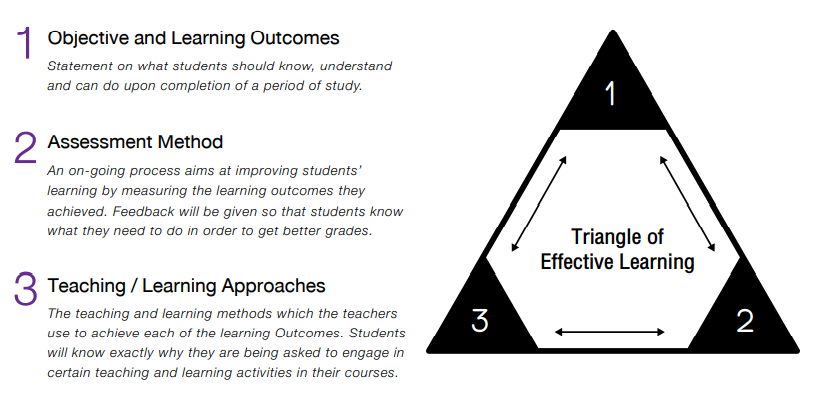 1 Objective and Learning Outcomes
Statement on what students should know, understand
and can do upon completion of a period of study.
2 Assessment Method
An on-going process aims at improving students'
learning by measuring the learning outcomes they
achieved. Feedback will be given so that students know
what they need to do in order to get better grades.
3 Teaching / Learning Approaches
The teaching and learning methods which the teachers
use to achieve each of the learning Outcomes. Students
will know exactly why they are being asked to engage in
certain teaching and learning activities in their courses.
1
Triangle of
Effective Learning
3
2